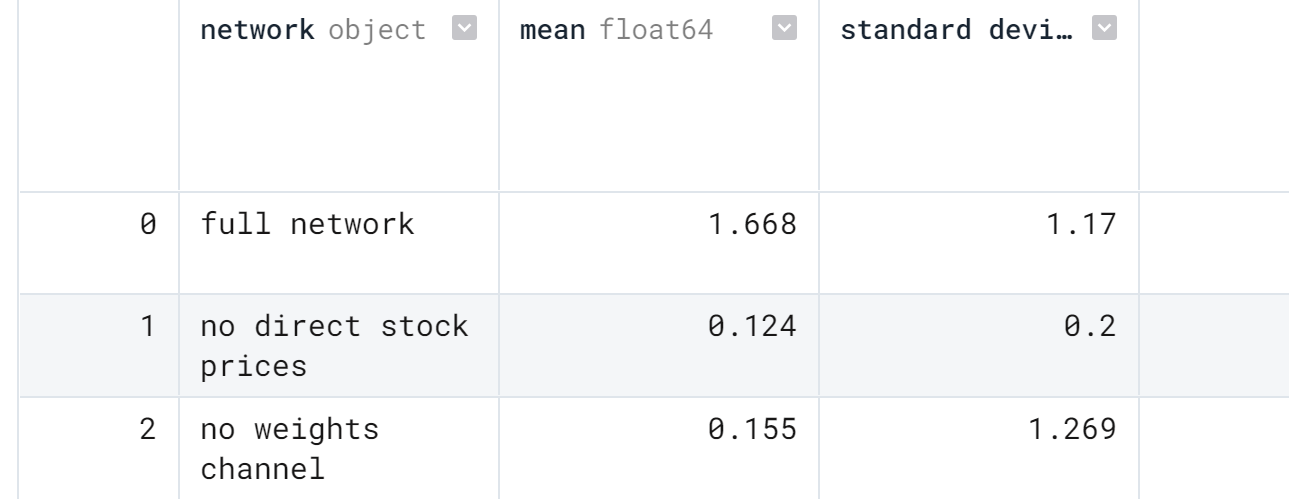 network object mean float64 standard devi…
0 full network 1.668 1.17
1 no direct stock 0.124 0.2
prices
2 no weights 0.155 1.269
channel